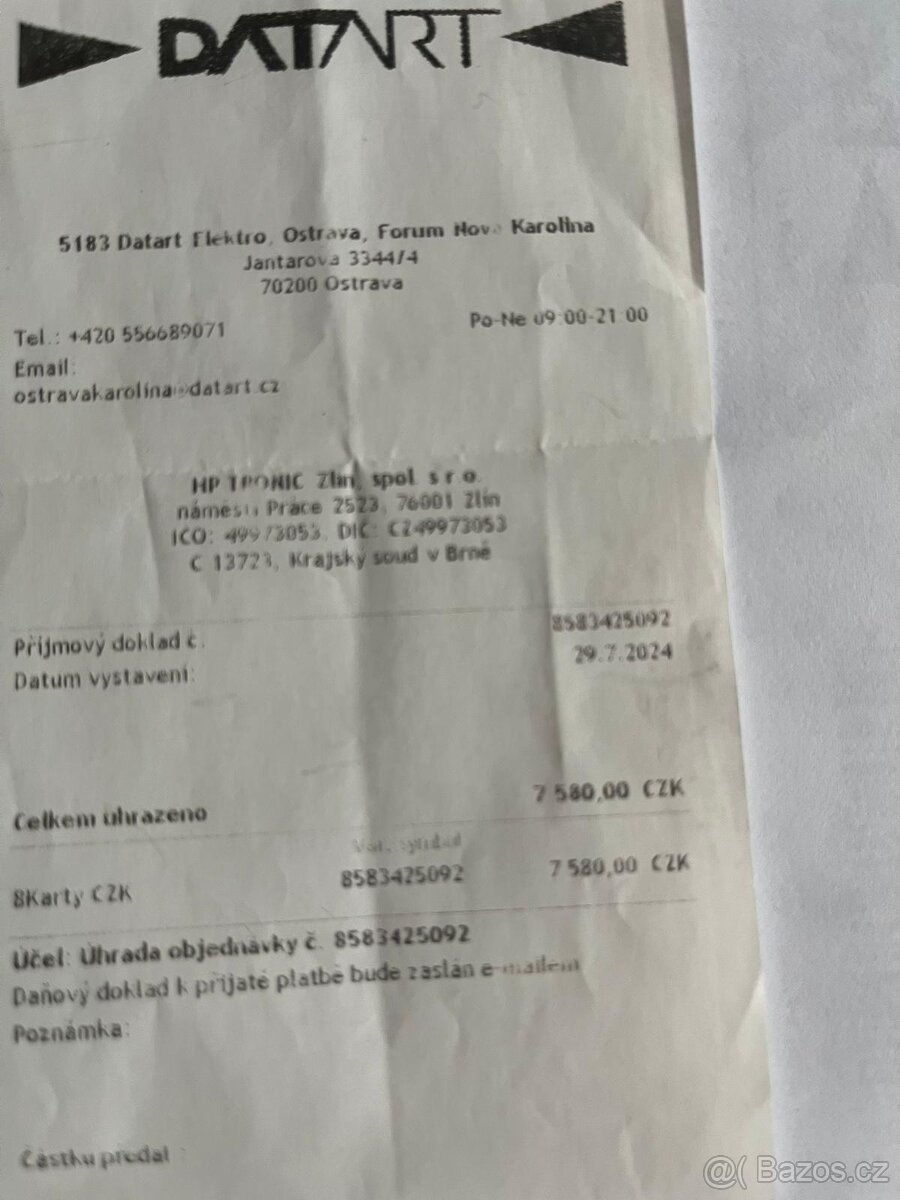 DATART
5183 Datart Elektro, Ostrava, Forum Nova Karolina
Jantarova 3344/4
70200 Ostrava
Po-Ne 09:00-21:00
Tel.: +420 556689071
Email:
ostravakarolina@datart.cz
HP TRONIC Zlín, spol. s r.o.
náměstí Práce 2523, 76001 Zlín
IČO: 49973053, DIČ: CZ49973053
C 13723, Krajský soud v Brně
Příjmový doklad č. 8583425092
Datum vystavení: 29.7.2024
Celkem uhrazeno 7 580,00 CZK
Var. symbol
8Karty CZK 8583425092 7 580,00 CZK
Účel: Úhrada objednávky č. 8583425092
Daňový doklad k přijaté platbě bude zaslán e-mailem
Poznámka:
Částku předal :
@( Bazos.cz